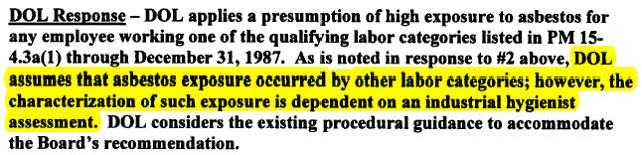 DOL Response – DOL applies a presumption of high exposure to asbestos for
any employee working one of the qualifying labor categories listed in PM 15-
4.3a(1) through December 31, 1987.  As is noted in response to #2 above, DOL
assumes that asbestos exposure occurred by other labor categories; however, the
characterization of such exposure is dependent on an industrial hygienist
assessment.  DOL considers the existing procedural guidance to accommodate
the Board's recommendation.